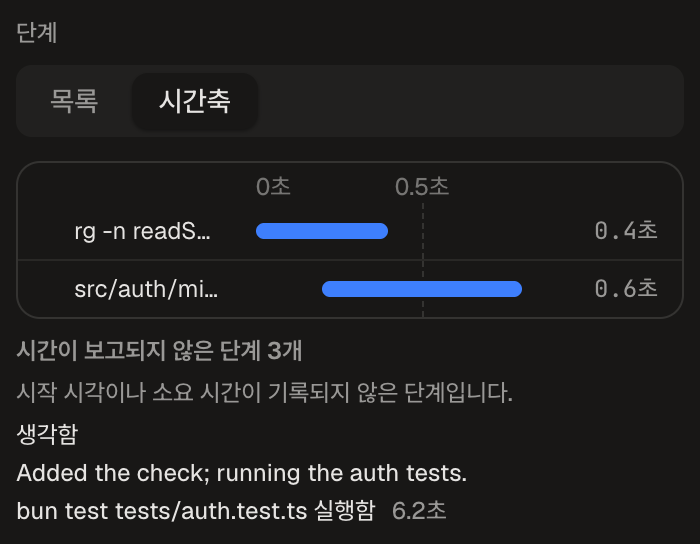 단계
목록 시간축
0초 0.5초
rg -n readS... 0.4초
src/auth/mi... 0.6초
시간이 보고되지 않은 단계 3개
시작 시각이나 소요 시간이 기록되지 않은 단계입니다.
생각함
Added the check; running the auth tests.
bun test tests/auth.test.ts 실행함 6.2초